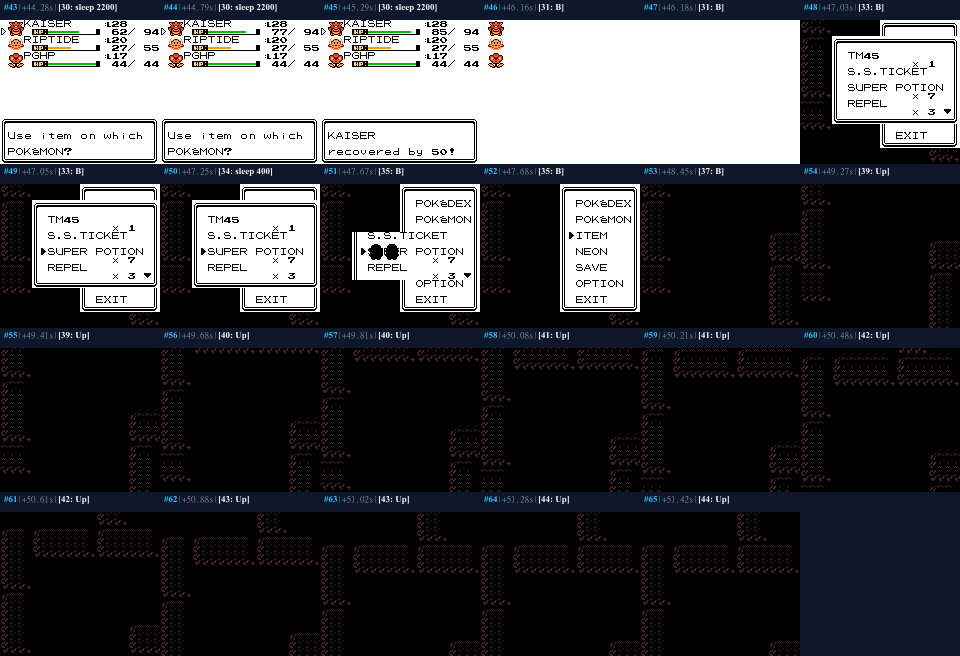 #43|+44.28s| [30: sleep 2200]
KAISER :L28
HP: 62/ 94
RIPTIDE :L20
HP: 27/ 55
PGHP :L17
HP: 44/ 44
Use item on which
POKéMON?
#44|+44.79s| [30: sleep 2200]
KAISER :L28
HP: 77/ 94
RIPTIDE :L20
HP: 27/ 55
PGHP :L17
HP: 44/ 44
Use item on which
POKéMON?
#45|+45.29s| [30: sleep 2200]
KAISER :L28
HP: 85/ 94
RIPTIDE :L20
HP: 27/ 55
PGHP :L17
HP: 44/ 44
KAISER
recovered by 50!
#46|+46.16s| [31: B]
#47|+46.18s| [31: B]
#48|+47.03s| [33: B]
TM45
× 1
S.S.TICKET
SUPER POTION
× 7
REPEL
× 3
EXIT
#49|+47.05s| [33: B]
TM45
× 1
S.S.TICKET
SUPER POTION
× 7
REPEL
× 3
EXIT
#50|+47.25s| [34: sleep 400]
TM45
× 1
S.S.TICKET
SUPER POTION
× 7
REPEL
× 3
EXIT
#51|+47.67s| [35: B]
POKéDEX
POKéMON
S.S.TICKET
POTION
× 7
REPEL
× 3
OPTION
EXIT
#52|+47.68s| [35: B]
POKéDEX
POKéMON
ITEM
NEON
SAVE
OPTION
EXIT
#53|+48.45s| [37: B]
#54|+49.27s| [39: Up]
#55|+49.41s| [39: Up]
#56|+49.68s| [40: Up]
#57|+49.81s| [40: Up]
#58|+50.08s| [41: Up]
#59|+50.21s| [41: Up]
#60|+50.48s| [42: Up]
#61|+50.61s| [42: Up]
#62|+50.88s| [43: Up]
#63|+51.02s| [43: Up]
#64|+51.28s| [44: Up]
#65|+51.42s| [44: Up]